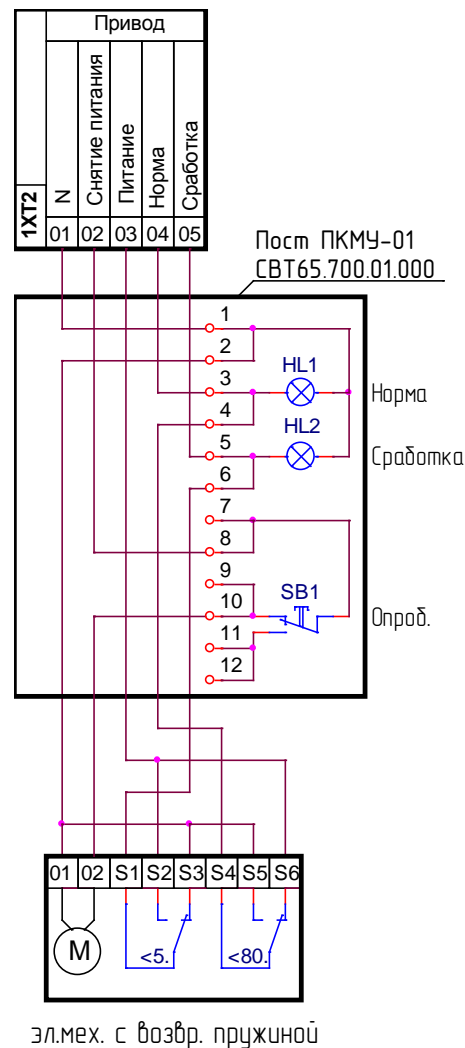 Привод
1XT2
N
Снятие питания
Питание
Норма
Сработка
01 02 03 04 05
Пост ПКМУ-01
СВТ65.700.01.000
1
2
3
HL1
Норма
4
HL2
5
Сработка
6
7
8
9
SB1
10
Опроб.
11
12
01 02 S1 S2 S3 S4 S5 S6
M
<5.
<80.
эл.мех. с возвр. пружиной